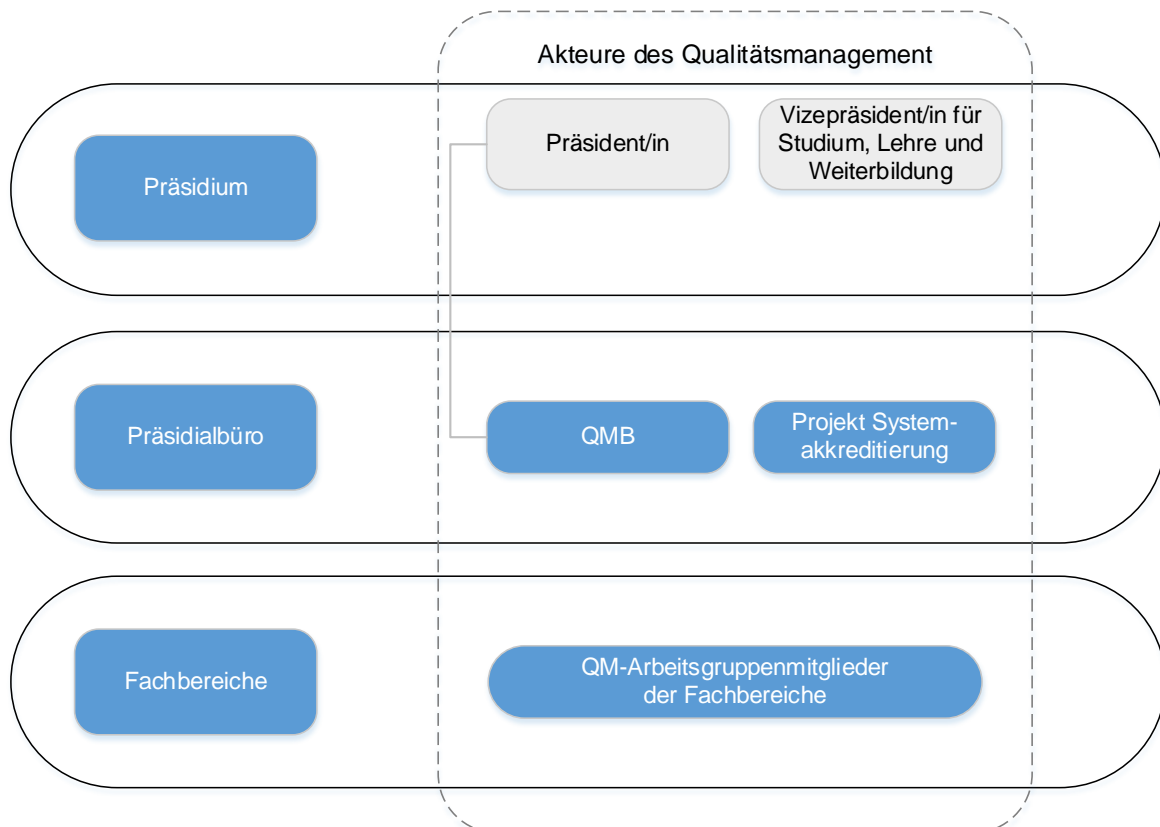 Akteure des Qualitätsmanagement
Präsidium
Präsident/in
Vizepräsident/in für
Studium, Lehre und
Weiterbildung
Präsidialbüro
QMB
Projekt System-
akkreditierung
Fachbereiche
QM-Arbeitsgruppenmitglieder
der Fachbereiche